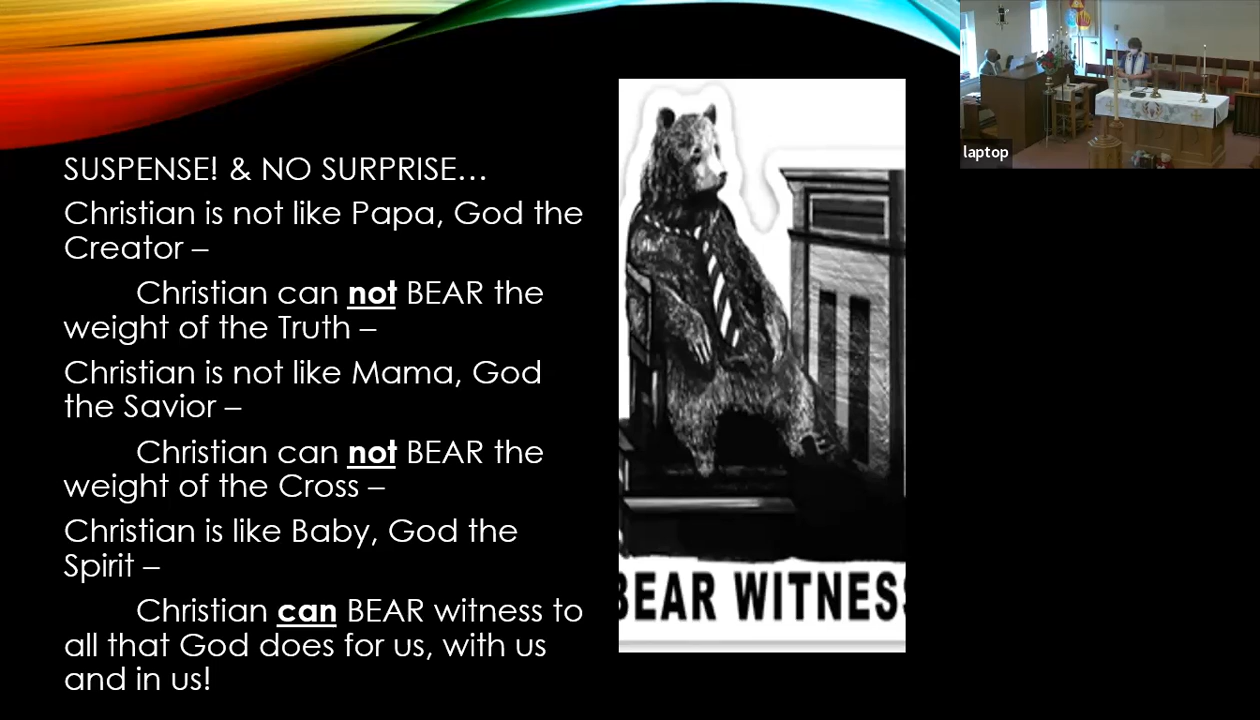 SUSPENSE! & NO SURPRISE…
Christian is not like Papa, God the
Creator –
Christian can not BEAR the
weight of the Truth –
Christian is not like Mama, God
the Savior –
Christian can not BEAR the
weight of the Cross –
Christian is like Baby, God the
Spirit –
Christian can BEAR witness to
all that God does for us, with us
and in us!
BEAR WITNESS
laptop